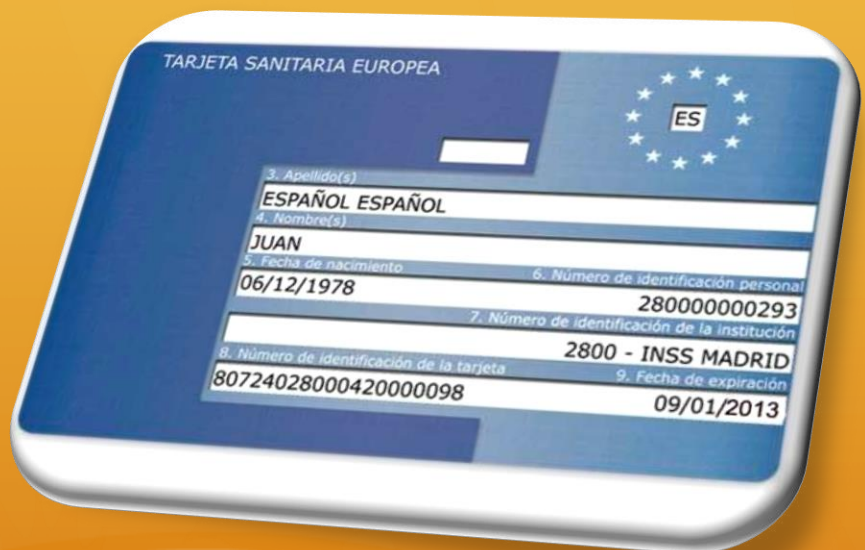 TARJETA SANITARIA EUROPEA
ES
3. Apellido(s)
ESPAÑOL ESPAÑOL
4. Nombre(s)
JUAN
5. Fecha de nacimiento 6. Número de identificación personal
06/12/1978 280000000293
7. Número de identificación de la institución
2800 - INSS MADRID
8. Número de identificación de la tarjeta 9. Fecha de expiración
80724028000420000098 09/01/2013